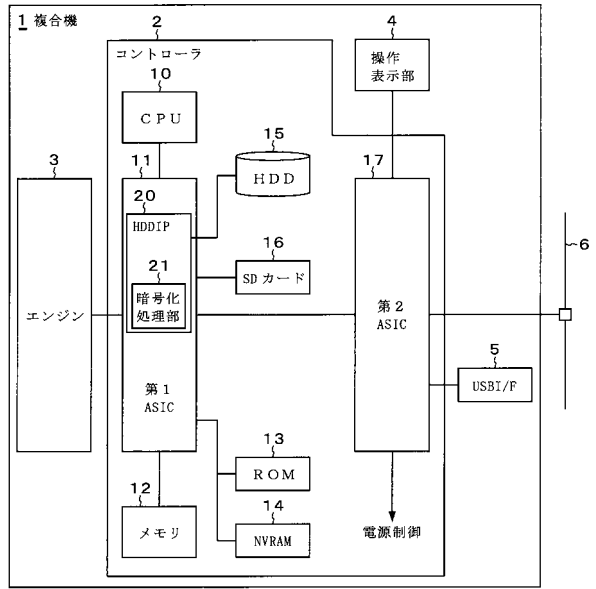 1 複合機
2
コントローラ
4
操作
表示部
10
CPU
15
HDD
3
エンジン
11
20
HDDIP
21
暗号化
処理部
第1
ASIC
16
SDカード
17
第2
ASIC
6
5
USBI/F
13
ROM
12
メモリ
14
NVRAM
電源制御